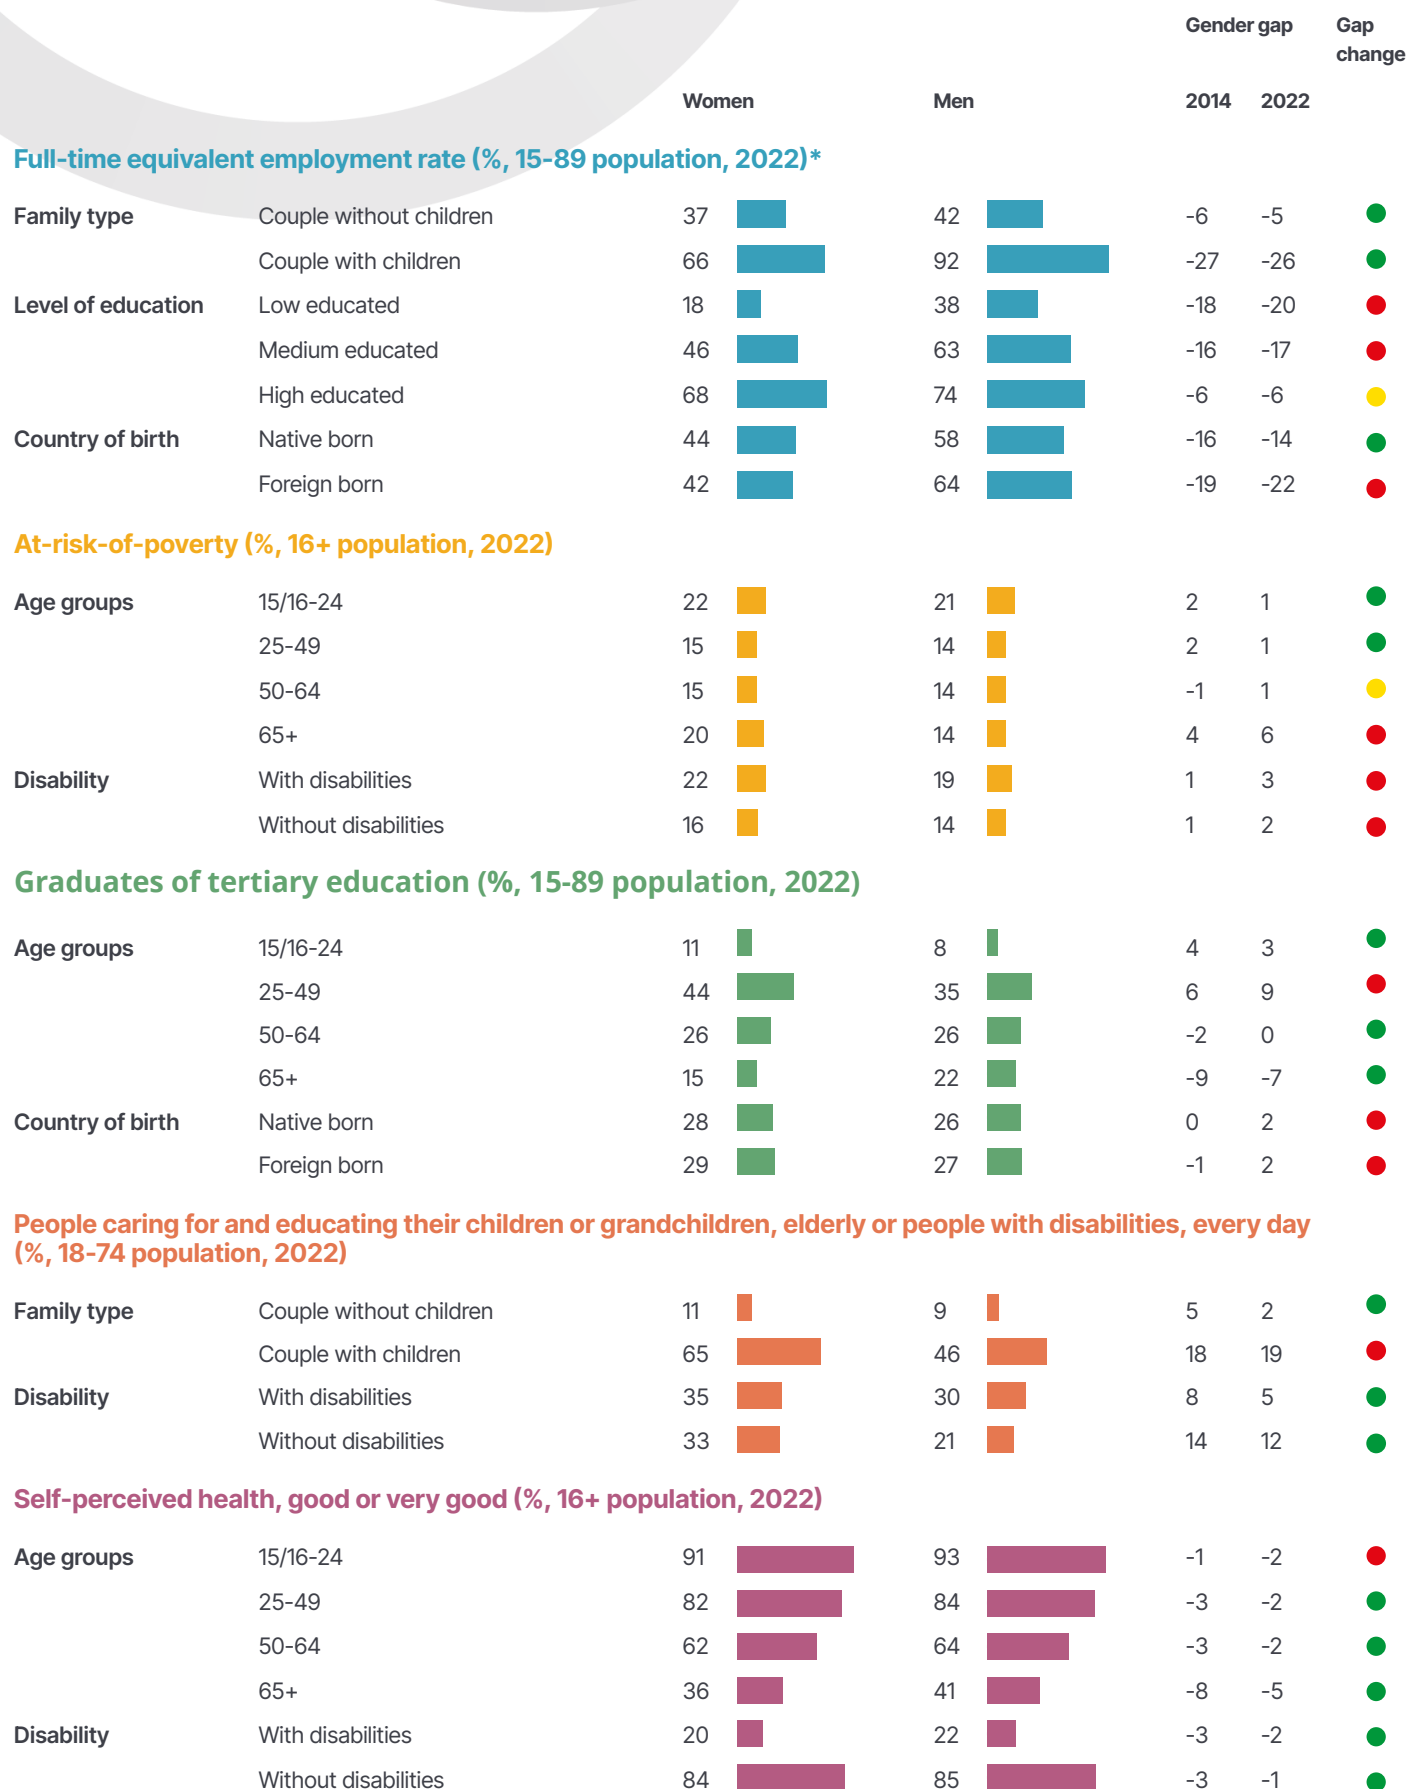 Gender gap Gap
change
Women Men 2014 2022
Full-time equivalent employment rate (%, 15-89 population, 2022)*
Family type Couple without children 37 42 -6 -5
Couple with children 66 92 -27 -26
Level of education Low educated 18 38 -18 -20
Medium educated 46 63 -16 -17
High educated 68 74 -6 -6
Country of birth Native born 44 58 -16 -14
Foreign born 42 64 -19 -22
At-risk-of-poverty (%, 16+ population, 2022)
Age groups 15/16-24 22 21 2 1
25-49 15 14 2 1
50-64 15 14 -1 1
65+ 20 14 4 6
Disability With disabilities 22 19 1 3
Without disabilities 16 14 1 2
Graduates of tertiary education (%, 15-89 population, 2022)
Age groups 15/16-24 11 8 4 3
25-49 44 35 6 9
50-64 26 26 -2 0
65+ 15 22 -9 -7
Country of birth Native born 28 26 0 2
Foreign born 29 27 -1 2
People caring for and educating their children or grandchildren, elderly or people with disabilities, every day
(%, 18-74 population, 2022)
Family type Couple without children 11 9 5 2
Couple with children 65 46 18 19
Disability With disabilities 35 30 8 5
Without disabilities 33 21 14 12
Self-perceived health, good or very good (%, 16+ population, 2022)
Age groups 15/16-24 91 93 -1 -2
25-49 82 84 -3 -2
50-64 62 64 -3 -2
65+ 36 41 -8 -5
Disability With disabilities 20 22 -3 -2
Without disabilities 84 85 -3 -1